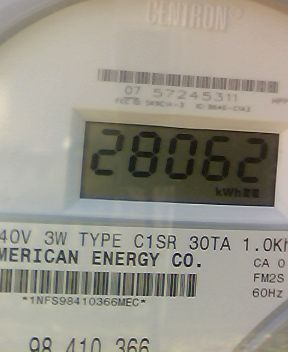 CENTRON®
07 57245311
28062
kWh
40V 3W TYPE C1SR 30TA 1.0Kh
MERICAN ENERGY CO.
CA 0
FM2S
60Hz
*1NFS98410366MEC*
98 410 366